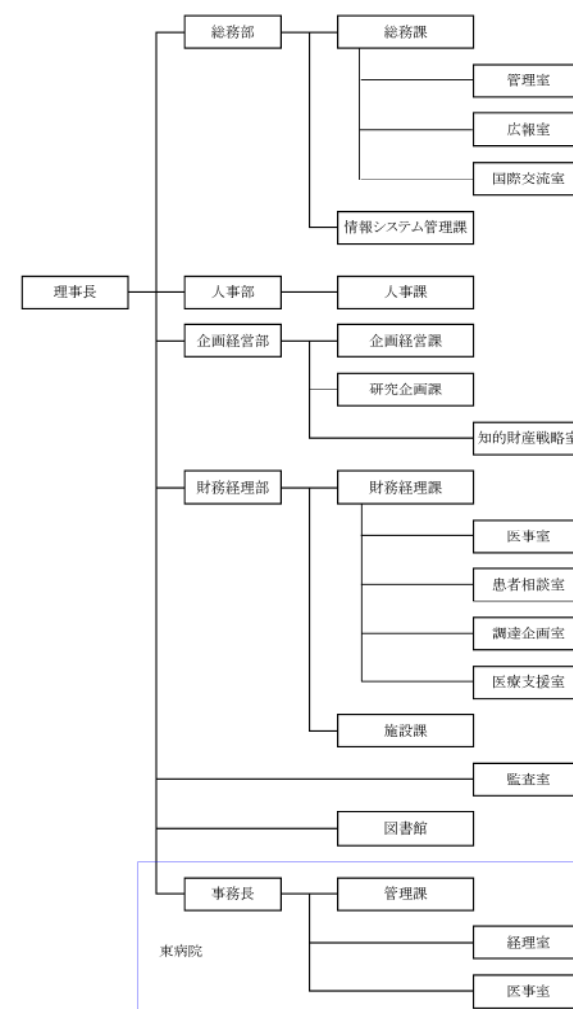 総務部 総務課
管理室
広報室
国際交流室
情報システム管理課
理事長 人事部 人事課
企画経営部 企画経営課
研究企画課
知的財産戦略室
財務経理部 財務経理課
医事室
患者相談室
調達企画室
医療支援室
施設課
監査室
図書館
事務長 管理課
経理室
東病院
医事室